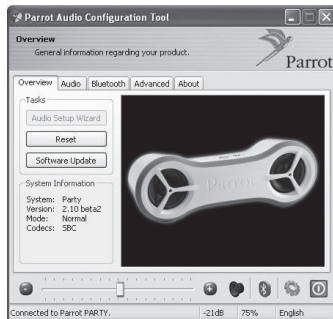 Parrot Audio Configuration Tool
Overview
General information regarding your product.
Parrot
Overview Audio Bluetooth Advanced About
Tasks
Audio Setup Wizard
Reset
Software Update
System Information
System: Party
Version: 2.10 beta2
Mode: Normal
Codecs: SBC
Parrot
Connected to Parrot PARTY. -21dB 75% English